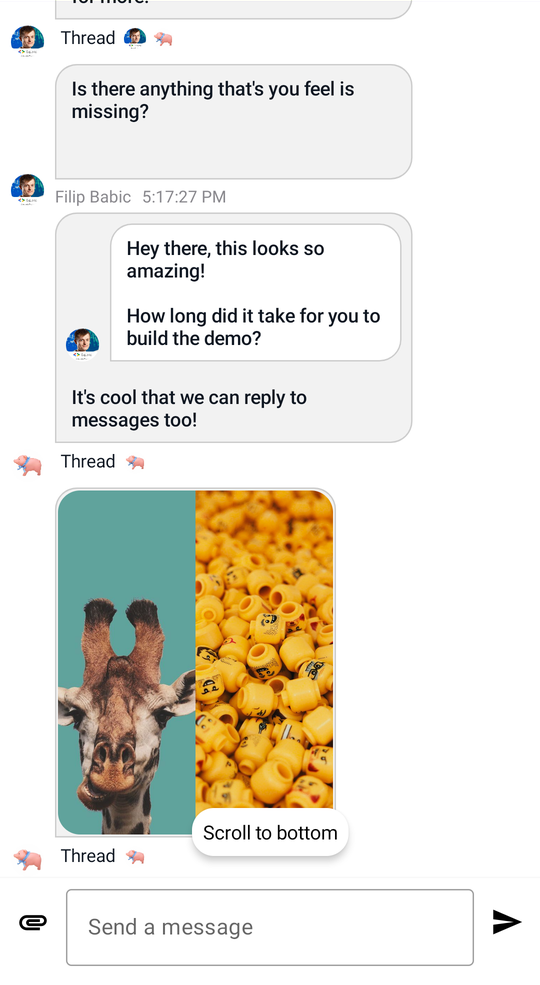 for more!
Thread
Is there anything that's you feel is
missing?
Filip Babic 5:17:27 PM
Hey there, this looks so
amazing!
How long did it take for you to
build the demo?
It's cool that we can reply to
messages too!
Thread
Scroll to bottom
Thread
Send a message